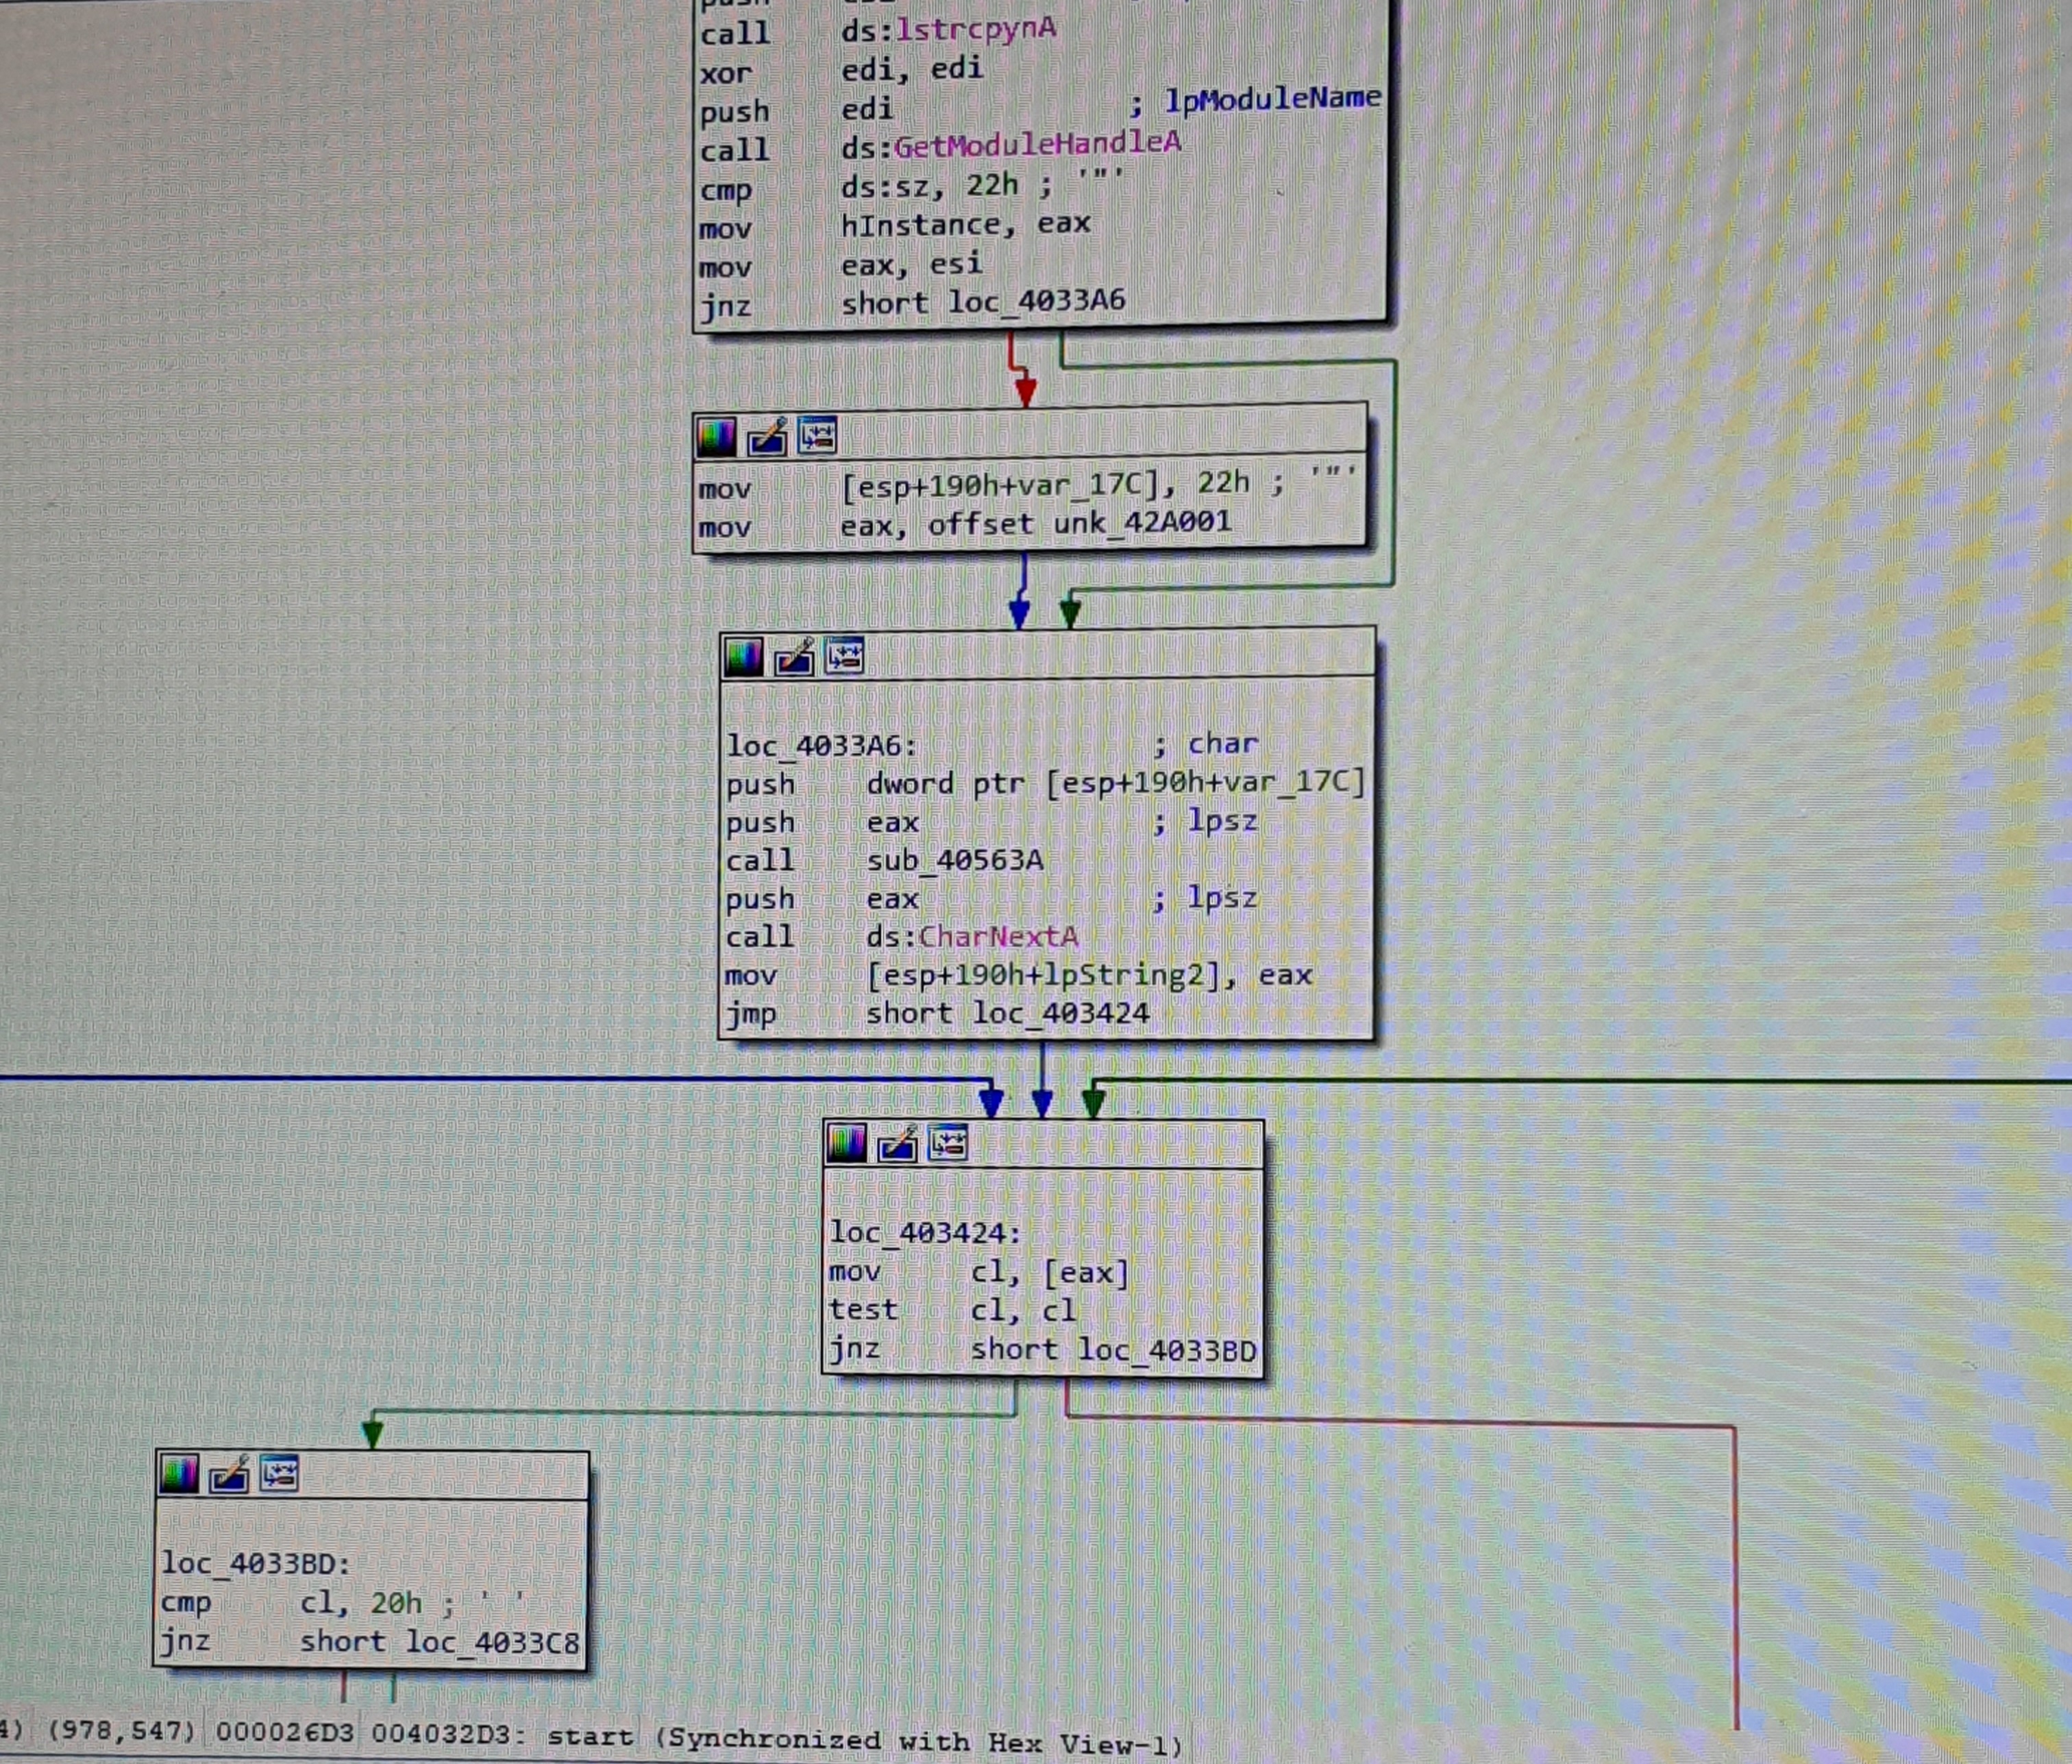 call ds:lstrcpynA
xor edi, edi
push edi ; lpModuleName
call ds:GetModuleHandleA
cmp ds:sz, 22h ; '"'
mov hInstance, eax
mov eax, esi
jnz short loc_4033A6
mov [esp+190h+var_17C], 22h ; '"'
mov eax, offset unk_42A001
loc_4033A6: ; char
push dword ptr [esp+190h+var_17C]
push eax ; lpsz
call sub_40563A
push eax ; lpsz
call ds:CharNextA
mov [esp+190h+lpString2], eax
jmp short loc_403424
loc_403424:
mov cl, [eax]
test cl, cl
jnz short loc_4033BD
loc_4033BD:
cmp cl, 20h ; ' '
jnz short loc_4033C8
4) (978,547) 000026D3 004032D3: start (Synchronized with Hex View-1)